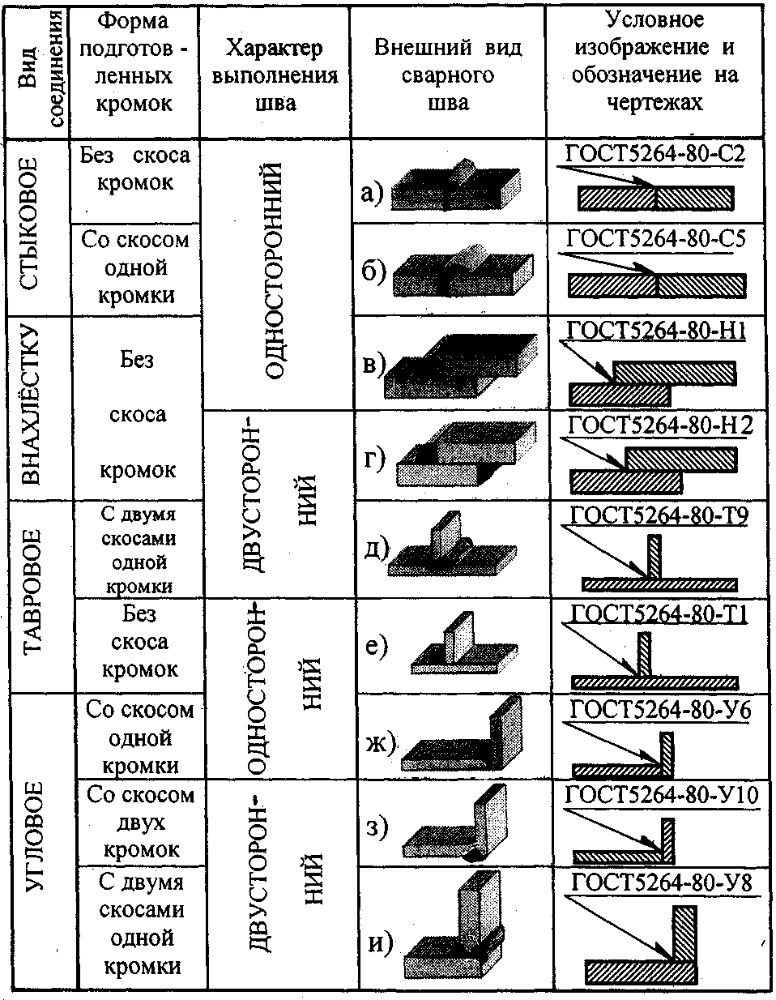 Вид
соединения
Форма
подготов -
ленных
кромок
Характер
выполнения
шва
Внешний вид
сварного
шва
Условное
изображение и
обозначение на
чертежах
СТЫКОВОЕ
Без скоса
кромок
ОДНОСТОРОННИЙ
а)
ГОСТ5264-80-С2
Со скосом
одной
кромки
б)
ГОСТ5264-80-С5
ВНАХЛЁСТКУ
Без
скоса
кромок
в)
ГОСТ5264-80-Н1
ДВУСТОРОН-
НИЙ
г)
ГОСТ5264-80-Н2
ТАВРОВОЕ
С двумя
скосами
одной
кромки
д)
ГОСТ5264-80-Т9
Без
скоса
кромок
ОДНОСТОРОН-
НИЙ
е)
ГОСТ5264-80-Т1
УГЛОВОЕ
Со скосом
одной
кромки
ж)
ГОСТ5264-80-У6
Со скосом
двух
кромок
ДВУСТОРОН-
НИЙ
з)
ГОСТ5264-80-У10
С двумя
скосами
одной
кромки
и)
ГОСТ5264-80-У8